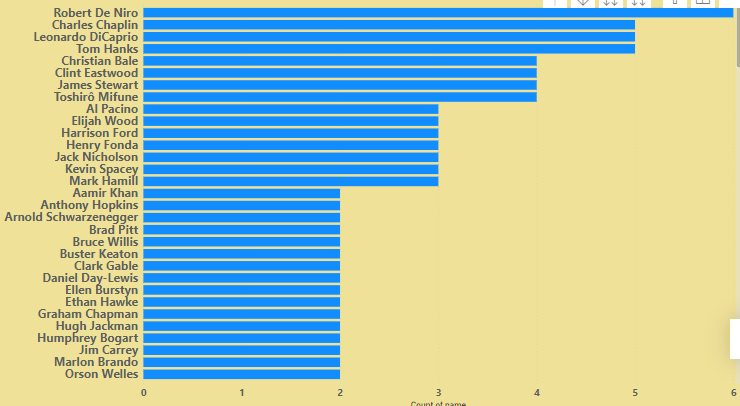 Robert De Niro
Charles Chaplin
Leonardo DiCaprio
Tom Hanks
Christian Bale
Clint Eastwood
James Stewart
Toshirô Mifune
Al Pacino
Elijah Wood
Harrison Ford
Henry Fonda
Jack Nicholson
Kevin Spacey
Mark Hamill
Aamir Khan
Anthony Hopkins
Arnold Schwarzenegger
Brad Pitt
Bruce Willis
Buster Keaton
Clark Gable
Daniel Day-Lewis
Ellen Burstyn
Ethan Hawke
Graham Chapman
Hugh Jackman
Humphrey Bogart
Jim Carrey
Marlon Brando
Orson Welles
0 1 2 3 4 5 6
Count of name